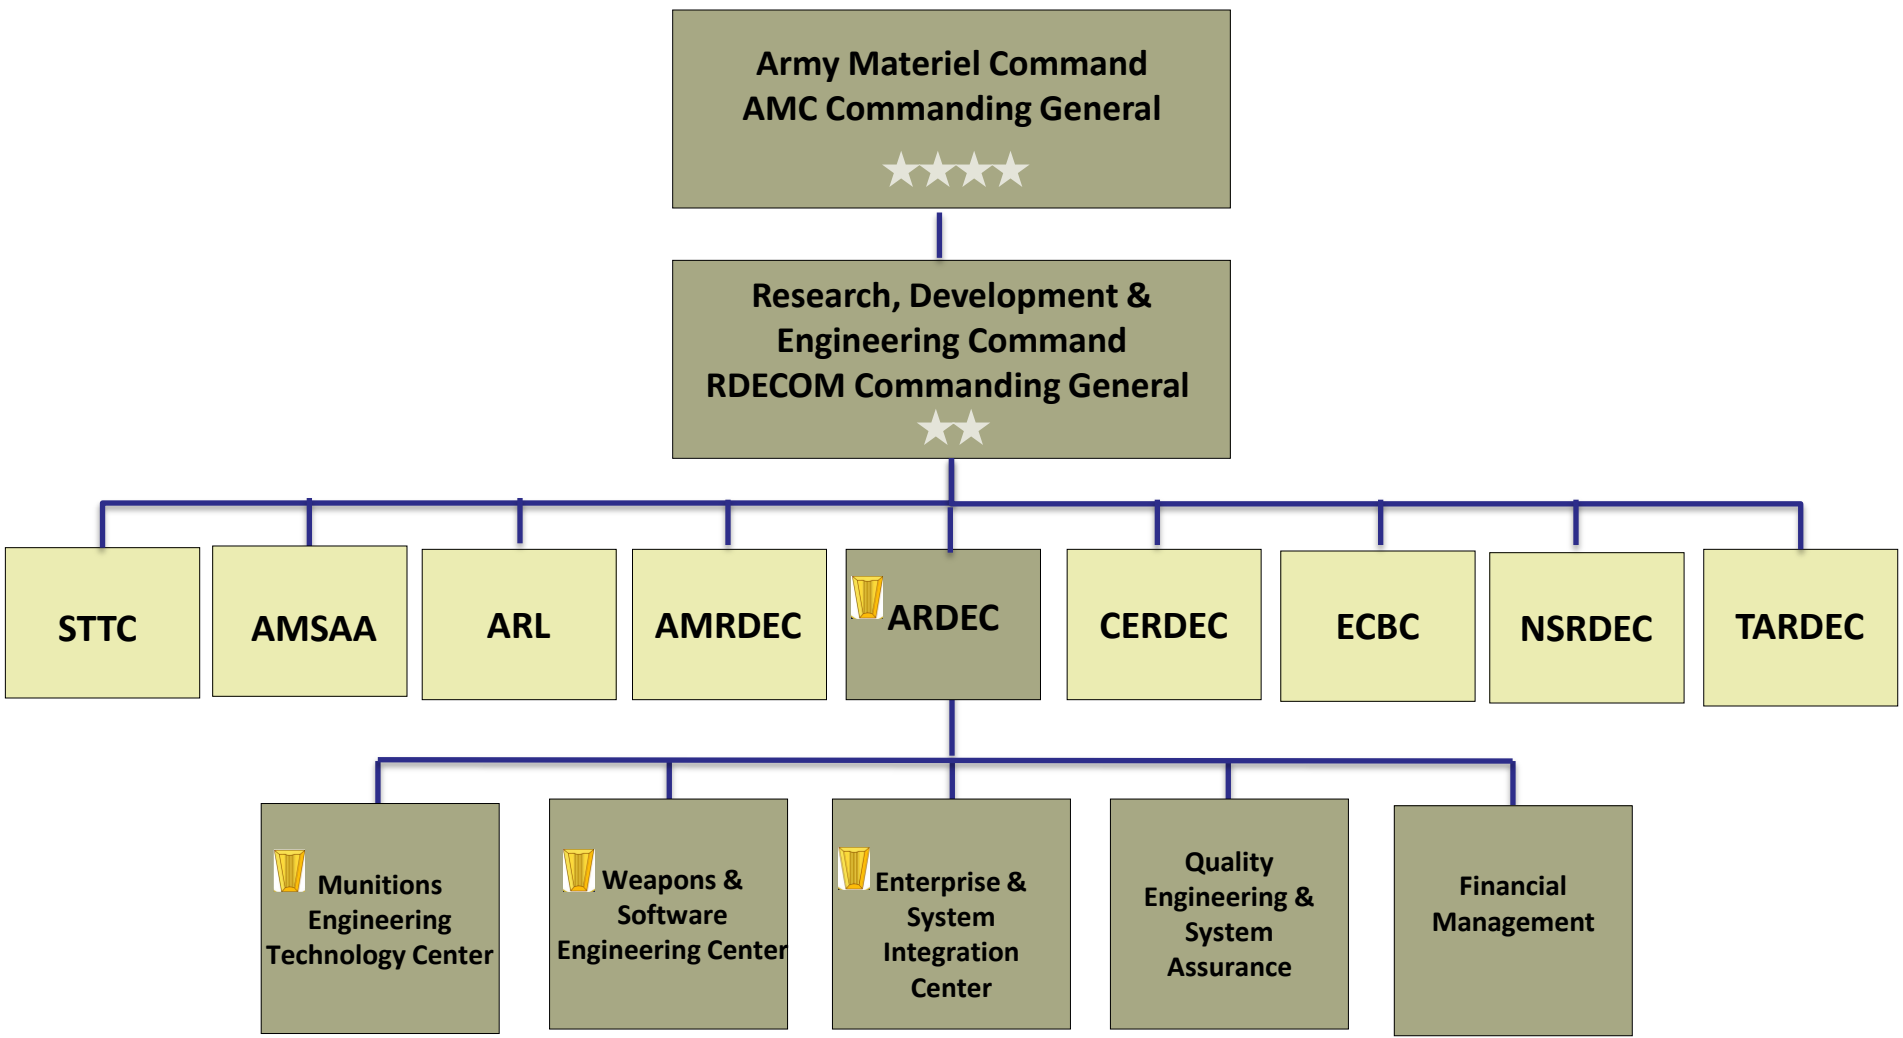 Army Materiel Command
AMC Commanding General
Research, Development &
Engineering Command
RDECOM Commanding General
STTC
AMSAA
ARL
AMRDEC
ARDEC
CERDEC
ECBC
NSRDEC
TARDEC
Munitions
Engineering
Technology Center
Weapons &
Software
Engineering Center
Enterprise &
System
Integration
Center
Quality
Engineering &
System
Assurance
Financial
Management